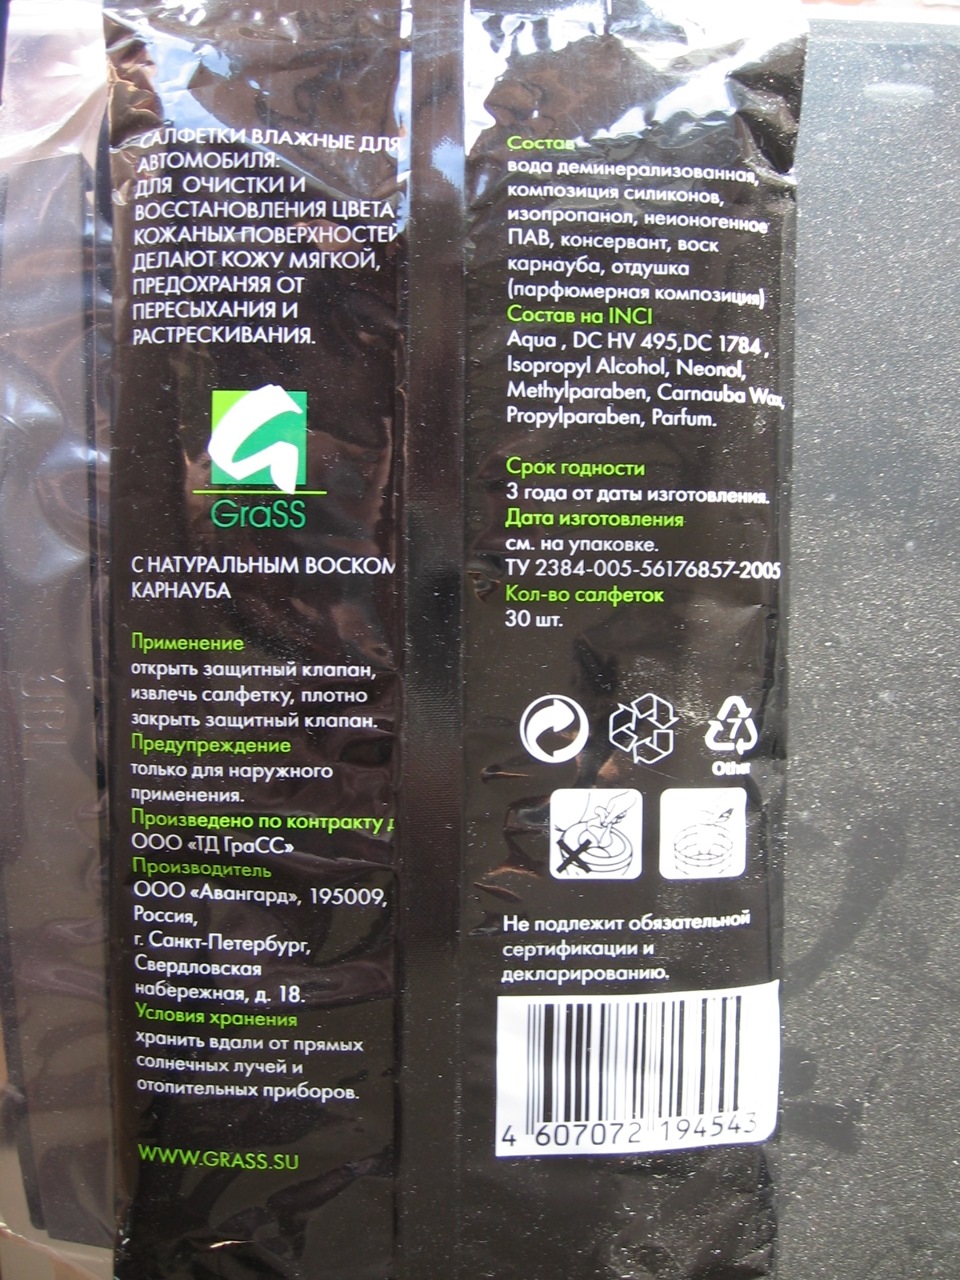 САЛФЕТКИ ВЛАЖНЫЕ ДЛЯ
АВТОМОБИЛЯ:
ДЛЯ ОЧИСТКИ И
ВОССТАНОВЛЕНИЯ ЦВЕТА
КОЖАНЫХ ПОВЕРХНОСТЕЙ
ДЕЛАЮТ КОЖУ МЯГКОЙ,
ПРЕДОХРАНЯЯ ОТ
ПЕРЕСЫХАНИЯ И
РАСТРЕСКИВАНИЯ.
GraSS
С НАТУРАЛЬНЫМ ВОСКОМ
КАРНАУБА
Применение
открыть защитный клапан,
извлечь салфетку, плотно
закрыть защитный клапан.
Предупреждение
только для наружного
применения.
Произведено по контракту д
ООО «ТД ГраСС»
Производитель
ООО «Авангард», 195009,
Россия,
г. Санкт-Петербург,
Свердловская
набережная, д. 18.
Условия хранения
хранить вдали от прямых
солнечных лучей и
отопительных приборов.
WWW.GRASS.SU
Состав
вода деминерализованная,
композиция силиконов,
изопропанол, неионогенное
ПАВ, консервант, воск
карнауба, отдушка
(парфюмерная композиция)
Состав на INCI
Aqua , DC HV 495,DC 1784 ,
Isopropyl Alcohol, Neonol,
Methylparaben, Carnauba Wax,
Propylparaben, Parfum.
Срок годности
3 года от даты изготовления.
Дата изготовления
см. на упаковке.
ТУ 2384-005-56176857-2005
Кол-во салфеток
30 шт.
7
Other
Не подлежит обязательной
сертификации и
декларированию.
4 607072 194543